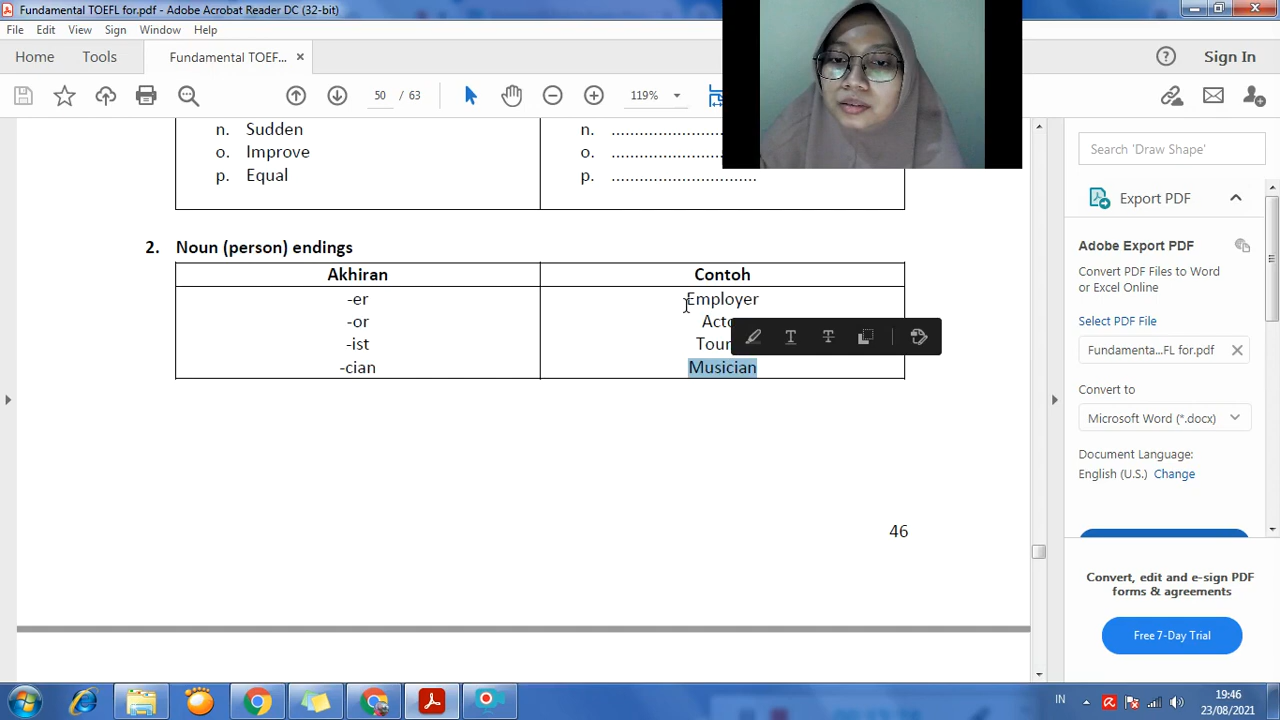 Fundamental TOEFL for.pdf - Adobe Acrobat Reader DC (32-bit)
File Edit View Sign Window Help
Home Tools Fundamental TOEF... ×
Sign In
50 / 63 119%
n. Sudden n. ..............................
o. Improve o. ..............................
p. Equal p. ...............................
2. Noun (person) endings
Akhiran Contoh
-er Employer
-or Acto
-ist Tour
-cian Musician
46
Search 'Draw Shape'
Export PDF
Adobe Export PDF
Convert PDF Files to Word
or Excel Online
Select PDF File
Fundamenta...FL for.pdf
Convert to
Microsoft Word (*.docx)
Document Language:
English (U.S.) Change
Convert, edit and e-sign PDF
forms & agreements
Free 7-Day Trial
IN
19:46
23/08/2021